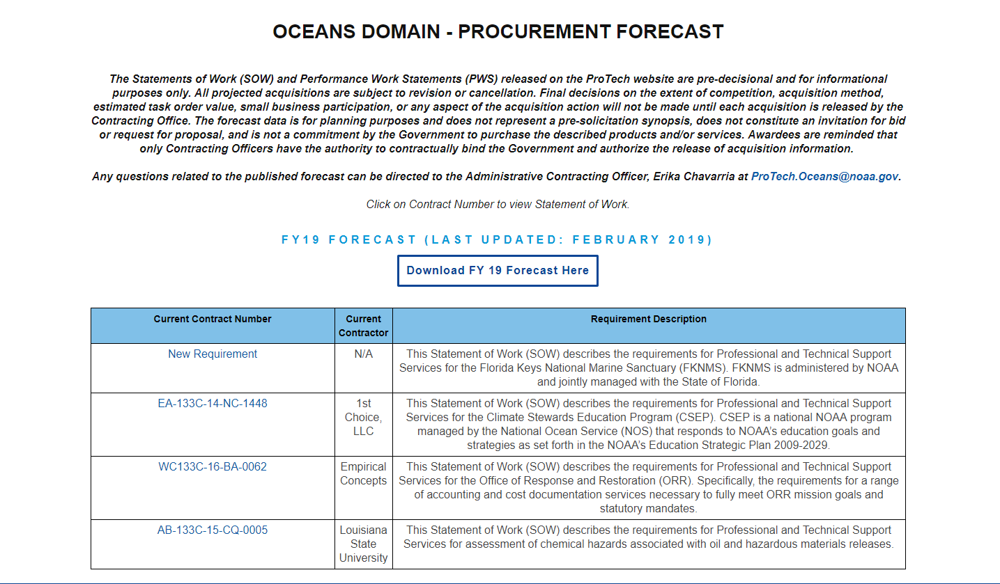 OCEANS DOMAIN - PROCUREMENT FORECAST
The Statements of Work (SOW) and Performance Work Statements (PWS) released on the ProTech website are pre-decisional and for informational
purposes only. All projected acquisitions are subject to revision or cancellation. Final decisions on the extent of competition, acquisition method,
estimated task order value, small business participation, or any aspect of the acquisition action will not be made until each acquisition is released by the
Contracting Office. The forecast data is for planning purposes and does not represent a pre-solicitation synopsis, does not constitute an invitation for bid
or request for proposal, and is not a commitment by the Government to purchase the described products and/or services. Awardees are reminded that
only Contracting Officers have the authority to contractually bind the Government and authorize the release of acquisition information.
Any questions related to the published forecast can be directed to the Administrative Contracting Officer, Erika Chavarria at ProTech.Oceans@noaa.gov.
Click on Contract Number to view Statement of Work.
FY19 FORECAST (LAST UPDATED: FEBRUARY 2019)
Download FY 19 Forecast Here
Current Contract Number
Current
Contractor
Requirement Description
New Requirement
N/A
This Statement of Work (SOW) describes the requirements for Professional and Technical Support
Services for the Florida Keys National Marine Sanctuary (FKNMS). FKNMS is administered by NOAA
and jointly managed with the State of Florida.
EA-133C-14-NC-1448
1st
Choice,
LLC
This Statement of Work (SOW) describes the requirements for Professional and Technical Support
Services for the Climate Stewards Education Program (CSEP). CSEP is a national NOAA program
managed by the National Ocean Service (NOS) that responds to NOAA’s education goals and
strategies as set forth in the NOAA’s Education Strategic Plan 2009-2029.
WC133C-16-BA-0062
Empirical
Concepts
This Statement of Work (SOW) describes the requirements for Professional and Technical Support
Services for the Office of Response and Restoration (ORR). Specifically, the requirements for a range
of accounting and cost documentation services necessary to fully meet ORR mission goals and
statutory mandates.
AB-133C-15-CQ-0005
Louisiana
State
University
This Statement of Work (SOW) describes the requirements for Professional and Technical Support
Services for assessment of chemical hazards associated with oil and hazardous materials releases.